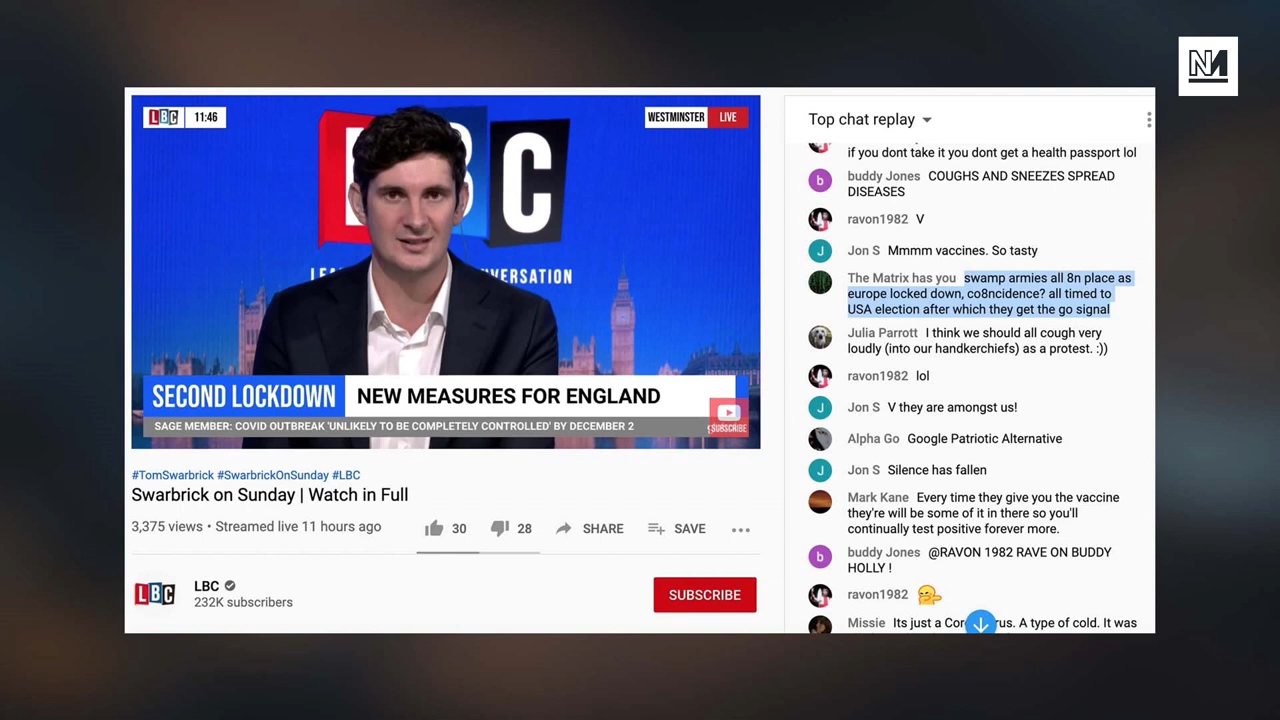 NM
LBC 11:46
WESTMINSTER LIVE
BC
LEA
ONVERSATION
SECOND LOCKDOWN NEW MEASURES FOR ENGLAND
SAGE MEMBER: COVID OUTBREAK 'UNLIKELY TO BE COMPLETELY CONTROLLED' BY DECEMBER 2
SUBSCRIBE
#TomSwarbrick #SwarbrickOnSunday #LBC
Swarbrick on Sunday | Watch in Full
3,375 views • Streamed live 11 hours ago
30 28 SHARE SAVE
LBC LBC
232K subscribers
SUBSCRIBE
Top chat replay
if you dont take it you dont get a health passport lol
b buddy Jones COUGHS AND SNEEZES SPREAD
DISEASES
ravon1982 V
J Jon S Mmmm vaccines. So tasty
The Matrix has you swamp armies all 8n place as
europe locked down, co8ncidence? all timed to
USA election after which they get the go signal
Julia Parrott I think we should all cough very
loudly (into our handkerchiefs) as a protest. :))
ravon1982 lol
J Jon S V they are amongst us!
Alpha Go Google Patriotic Alternative
J Jon S Silence has fallen
Mark Kane Every time they give you the vaccine
they're will be some of it in there so you'll
continually test positive forever more.
b buddy Jones @RAVON 1982 RAVE ON BUDDY
HOLLY !
ravon1982
Missie Its just a Cor rus. A type of cold. It was